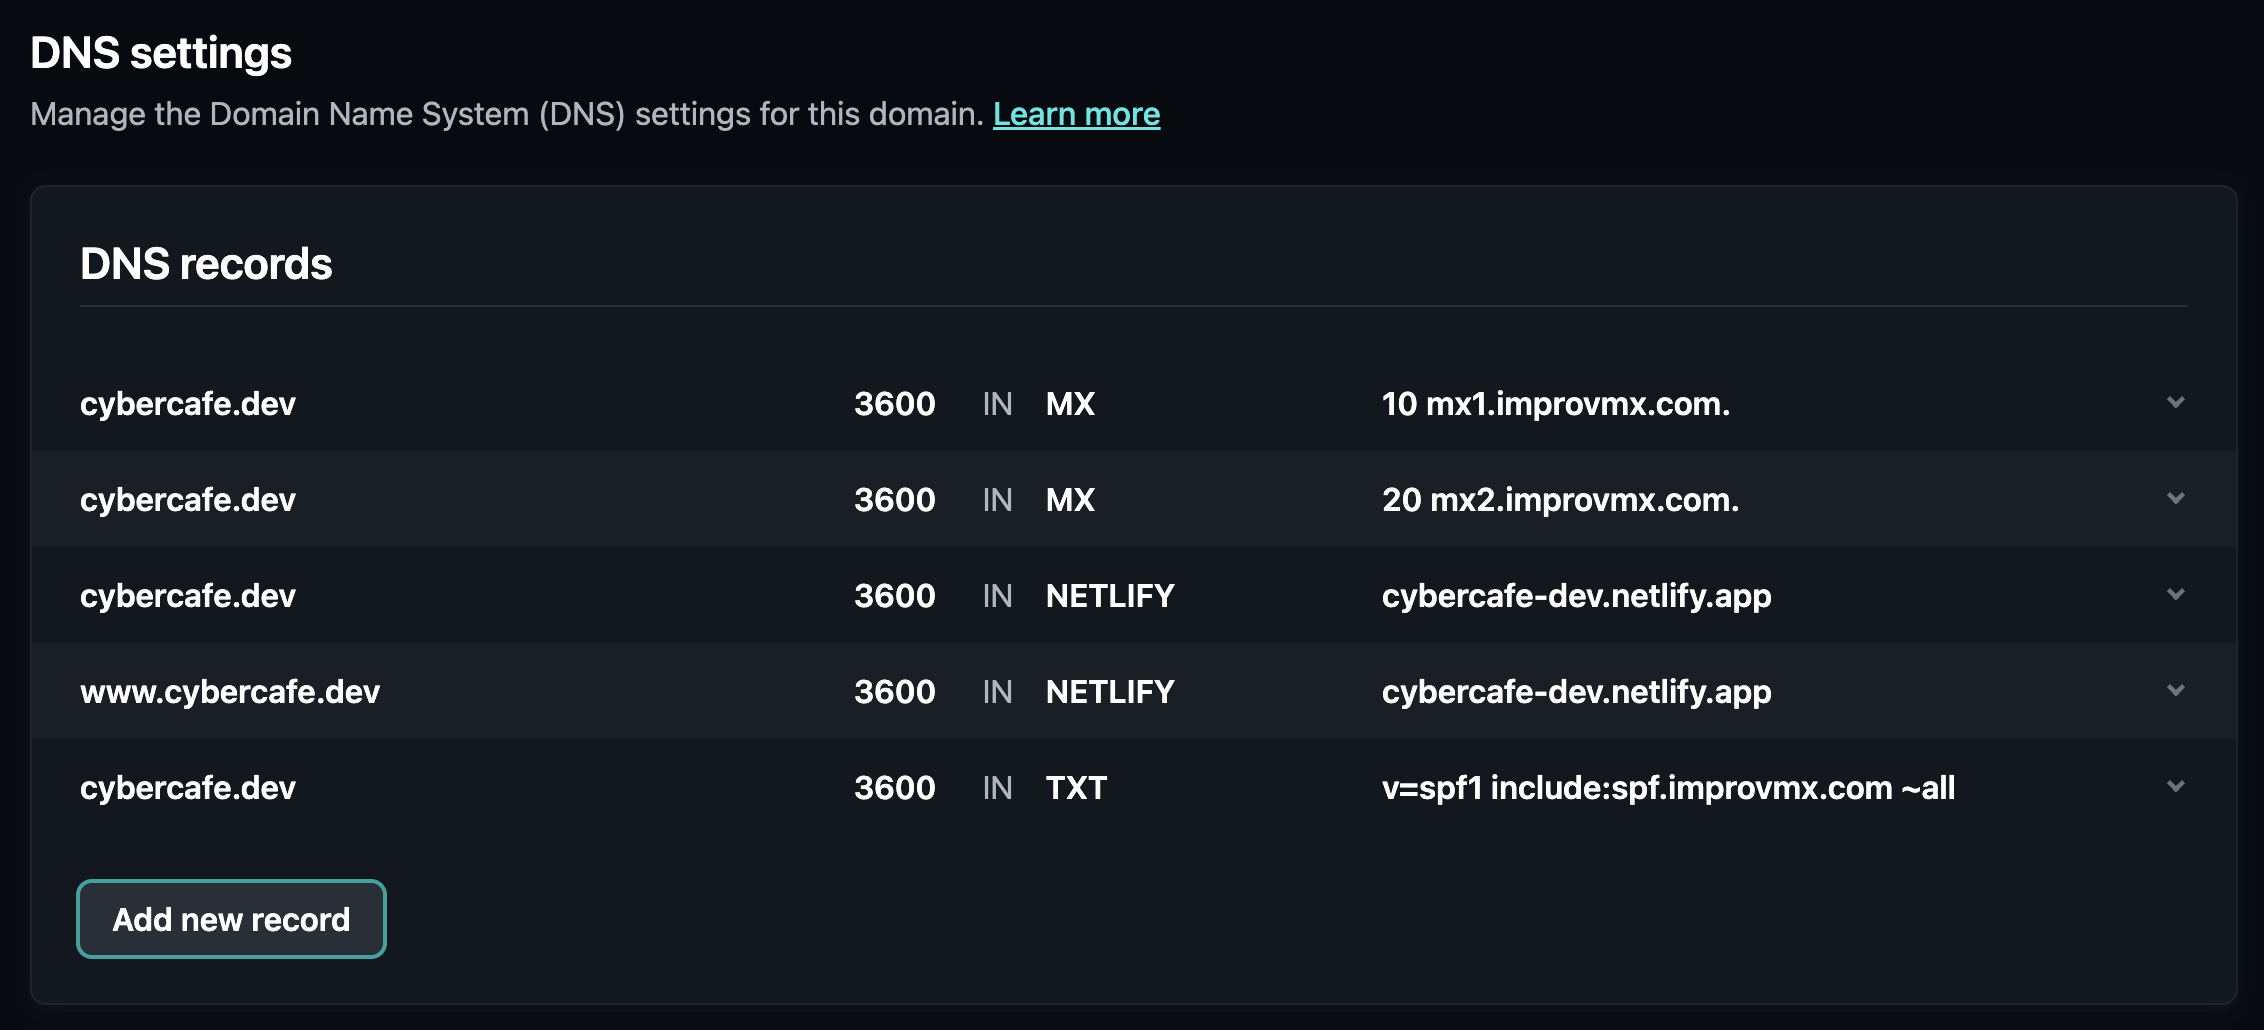 DNS settings
Manage the Domain Name System (DNS) settings for this domain. Learn more
DNS records
cybercafe.dev 3600 IN MX 10 mx1.improvmx.com.
cybercafe.dev 3600 IN MX 20 mx2.improvmx.com.
cybercafe.dev 3600 IN NETLIFY cybercafe-dev.netlify.app
www.cybercafe.dev 3600 IN NETLIFY cybercafe-dev.netlify.app
cybercafe.dev 3600 IN TXT v=spf1 include:spf.improvmx.com ~all
Add new record